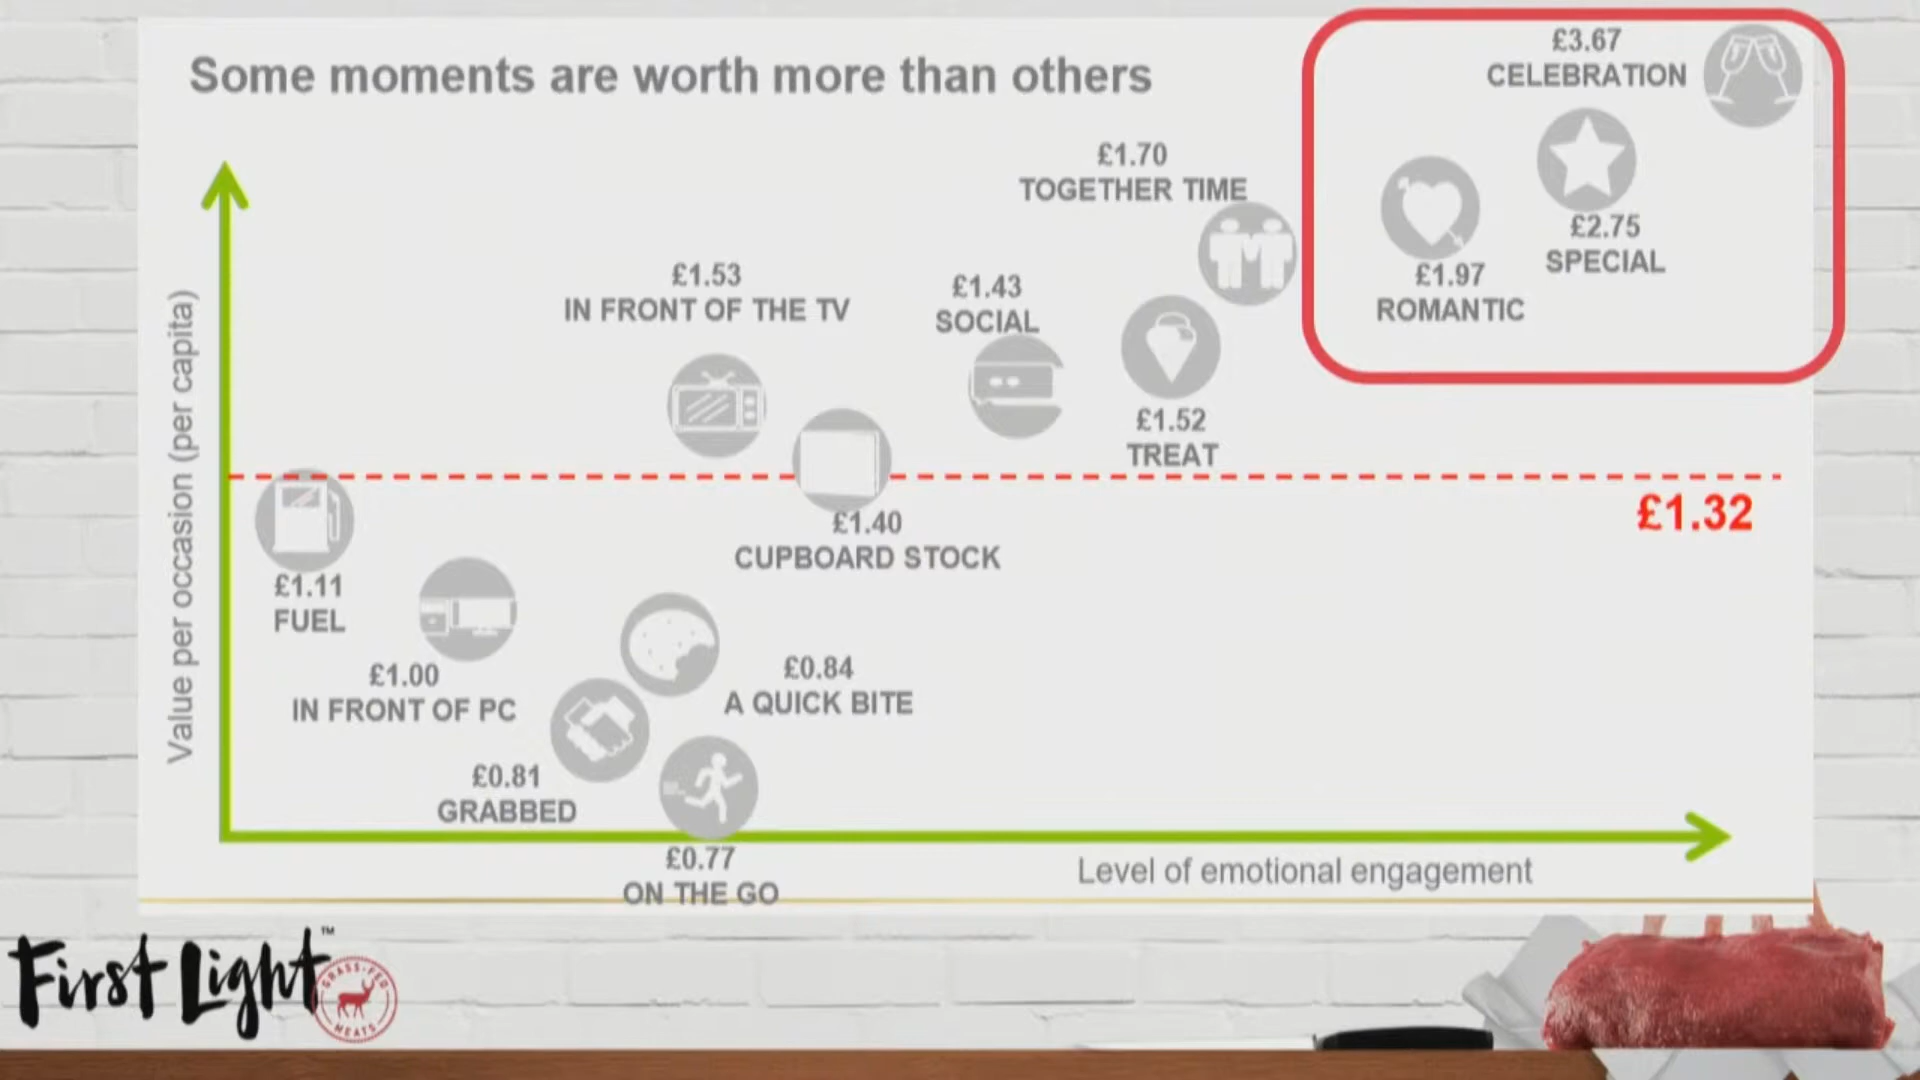 Some moments are worth more than others
£3.67
CELEBRATION
£2.75
SPECIAL
£1.97
ROMANTIC
£1.70
TOGETHER TIME
£1.53
IN FRONT OF THE TV
£1.43
SOCIAL
£1.52
TREAT
£1.32
£1.40
CUPBOARD STOCK
£1.11
FUEL
£1.00
IN FRONT OF PC
£0.84
A QUICK BITE
£0.81
GRABBED
£0.77
ON THE GO
Value per occasion (per capita)
Level of emotional engagement
First Light™
GRASS-FED
MEATS